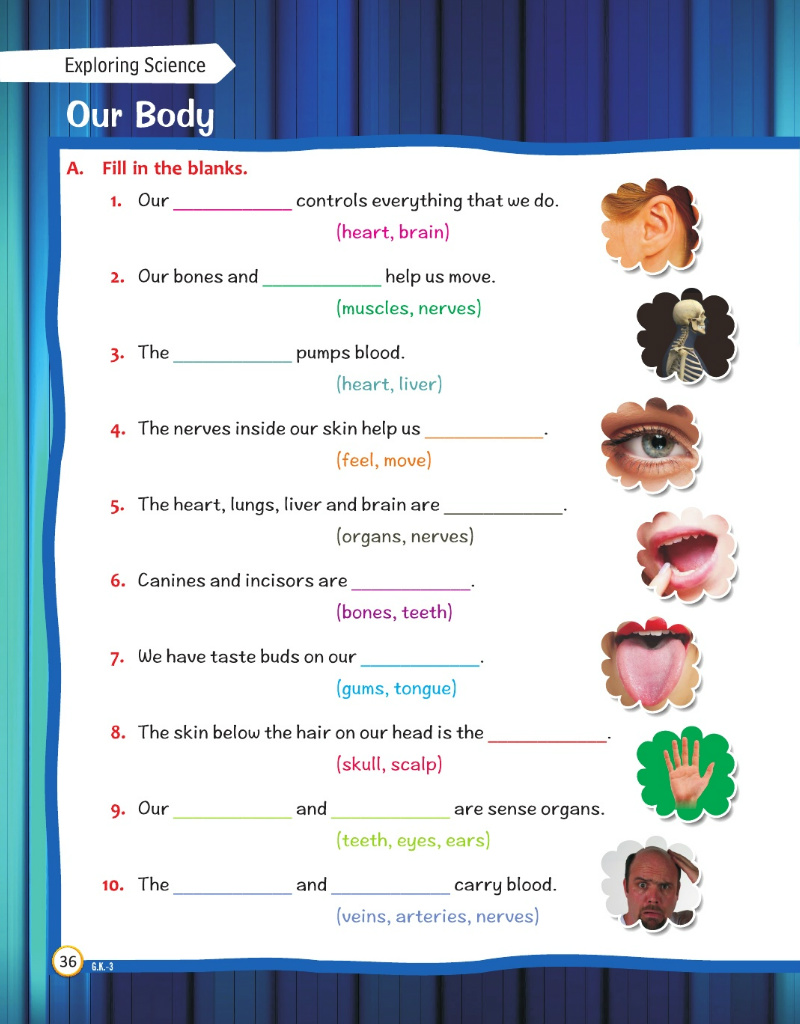 Exploring Science
Our Body
A. Fill in the blanks.
1. Our ____________ controls everything that we do.
(heart, brain)
2. Our bones and ____________ help us move.
(muscles, nerves)
3. The ____________ pumps blood.
(heart, liver)
4. The nerves inside our skin help us ____________.
(feel, move)
5. The heart, lungs, liver and brain are ____________.
(organs, nerves)
6. Canines and incisors are ____________.
(bones, teeth)
7. We have taste buds on our ____________.
(gums, tongue)
8. The skin below the hair on our head is the ____________.
(skull, scalp)
9. Our ____________ and ____________ are sense organs.
(teeth, eyes, ears)
10. The ____________ and ____________ carry blood.
(veins, arteries, nerves)
36 G.K.-3